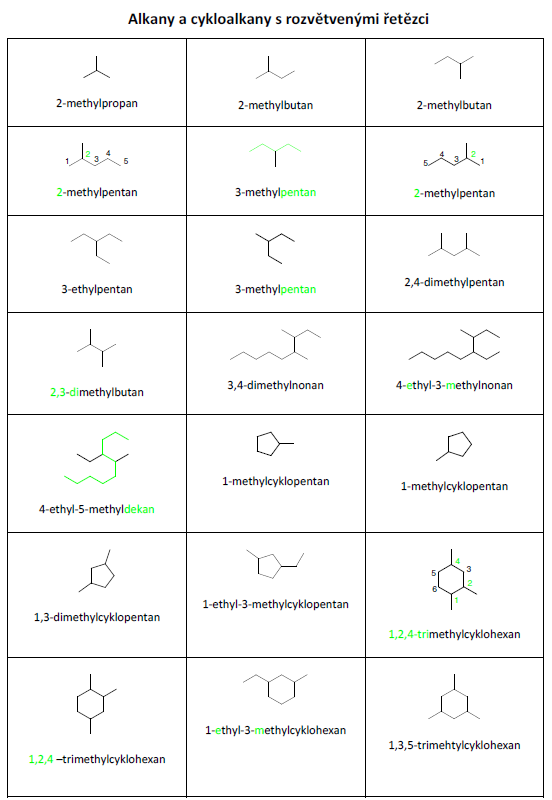 Alkany a cykloalkany s rozvětvenými řetězci
2-methylpropan
2-methylbutan
2-methylbutan
1 2 3 4 5
2-methylpentan
3-methylpentan
5 4 3 2 1
2-methylpentan
3-ethylpentan
3-methylpentan
2,4-dimethylpentan
2,3-dimethylbutan
3,4-dimethylnonan
4-ethyl-3-methylnonan
4-ethyl-5-methyldekan
1-methylcyklopentan
1-methylcyklopentan
1,3-dimethylcyklopentan
1-ethyl-3-methylcyklopentan
4
5 3
6 2
1
1,2,4-trimethylcyklohexan
1,2,4 –trimethylcyklohexan
1-ethyl-3-methylcyklohexan
1,3,5-trimehtylcyklohexan